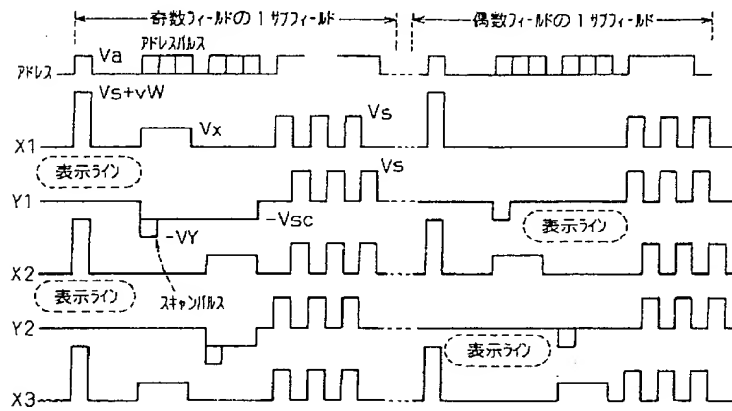 奇数フィールドの1サブフィールド
偶数フィールドの1サブフィールド
アドレスパルス
Va
アドレス
Vs+vW
Vx
Vs
X1
表示ライン
Vs
Y1
-Vsc
表示ライン
-VY
X2
表示ライン
スキャンパルス
Y2
表示ライン
X3